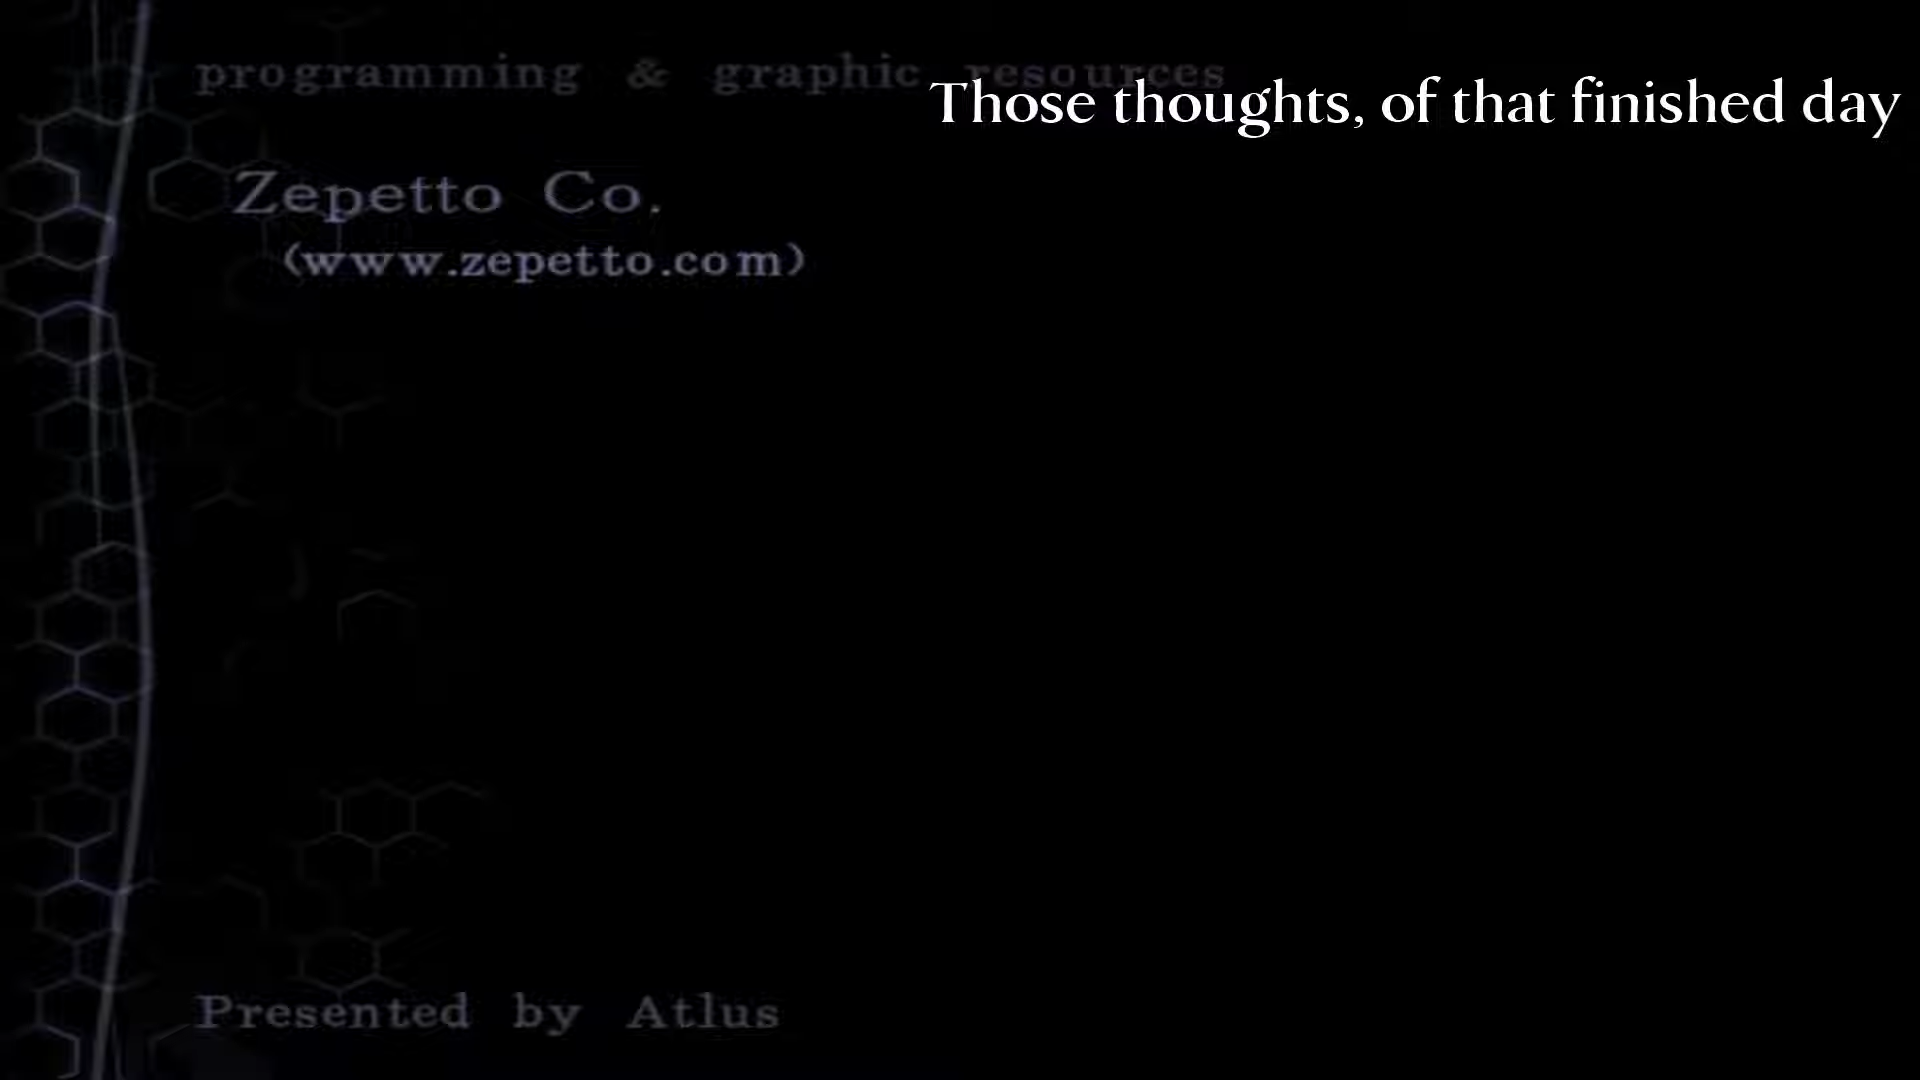 programming & graphic resources
Those thoughts, of that finished day
Zepetto Co.
(www.zepetto.com)
Presented by Atlus